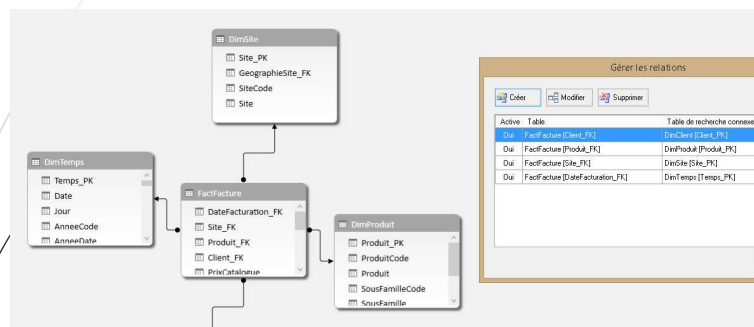 DimSite
Site_PK
GeographieSite_FK
SiteCode
Site
DimTemps
Temps_PK
Date
Jour
AnneeCode
AnneeDate
FactFacture
DateFacturation_FK
Site_FK
Produit_FK
Client_FK
PrixCatalogue
DimProduit
Produit_PK
ProduitCode
Produit
SousFamilleCode
SousFamille
Gérer les relations
Créer Modifier Supprimer
Active Table Table de recherche connexe
Oui FactFacture [Client_FK] DimClient [Client_PK]
Oui FactFacture [Produit_FK] DimProduit [Produit_PK]
Oui FactFacture [Site_FK] DimSite [Site_PK]
Oui FactFacture [DateFacturation_FK] DimTemps [Temps_PK]